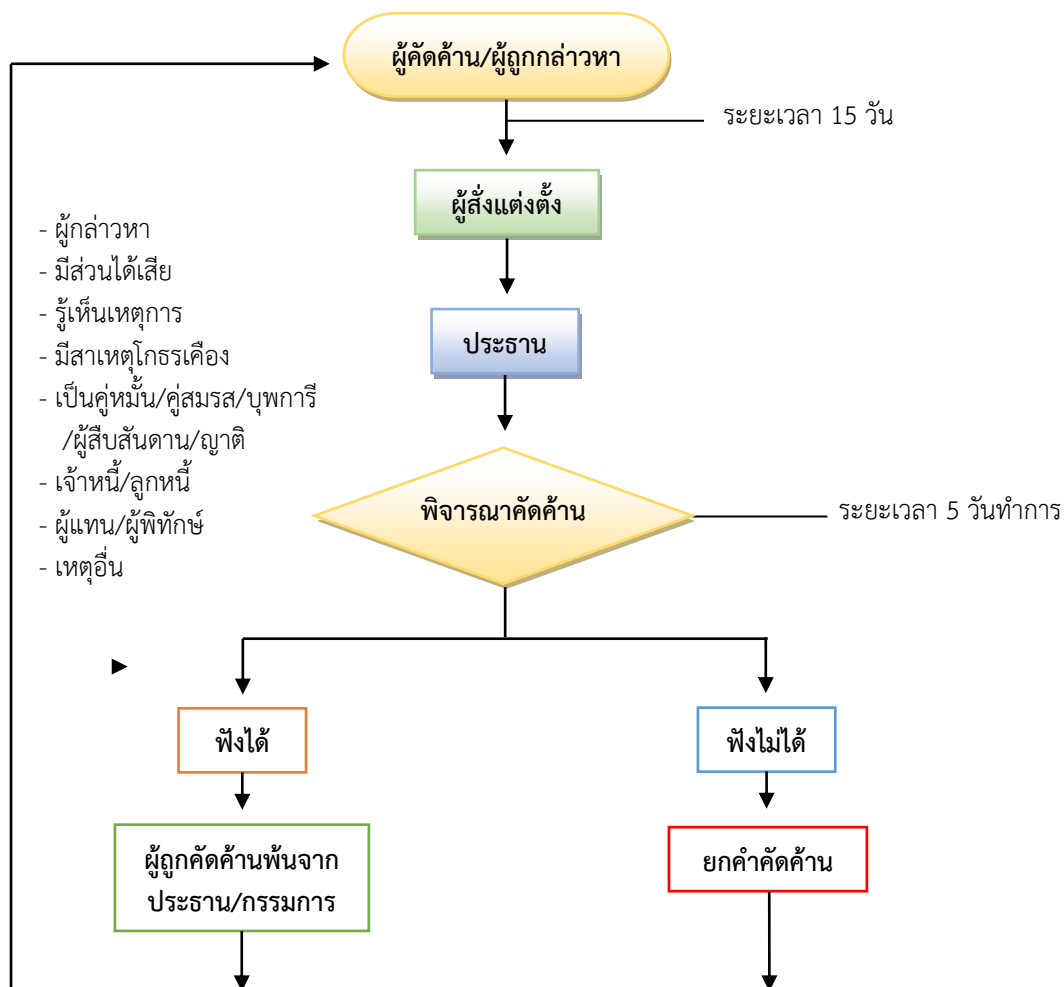 ผู้คัดค้าน/ผู้ถูกกล่าวหา
ระยะเวลา 15 วัน
ผู้สั่งแต่งตั้ง
- ผู้กล่าวหา
- มีส่วนได้เสีย
- รู้เห็นเหตุการ
- มีสาเหตุโกธรเคือง
- เป็นคู่หมั้น/คู่สมรส/บุพการี
/ผู้สืบสันดาน/ญาติ
- เจ้าหนี้/ลูกหนี้
- ผู้แทน/ผู้พิทักษ์
- เหตุอื่น
ประธาน
พิจารณาคัดค้าน
ระยะเวลา 5 วันทำการ
ฟังได้
ฟังไม่ได้
ผู้ถูกคัดค้านพ้นจาก
ประธาน/กรรมการ
ยกคำคัดค้าน